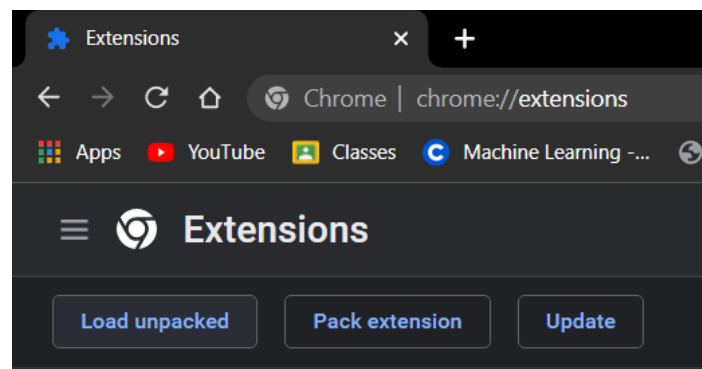 Extensions
Chrome | chrome://extensions
Apps YouTube Classes C Machine Learning -...
Extensions
Load unpacked Pack extension Update